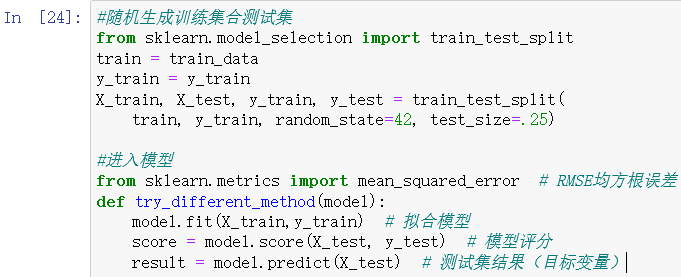 In [24]: #随机生成训练集合测试集
from sklearn.model_selection import train_test_split
train = train_data
y_train = y_train
X_train, X_test, y_train, y_test = train_test_split(
    train, y_train, random_state=42, test_size=.25)

#进入模型
from sklearn.metrics import mean_squared_error  # RMSE均方根误差
def try_different_method(model):
    model.fit(X_train,y_train)  # 拟合模型
    score = model.score(X_test, y_test)  # 模型评分
    result = model.predict(X_test)  # 测试集结果（目标变量）